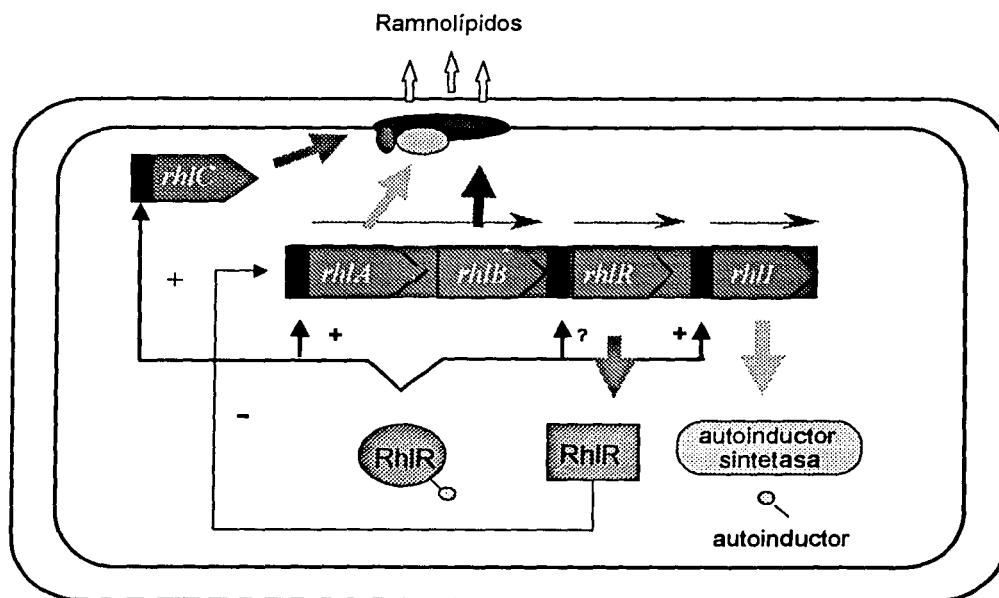 Ramnolípidos
rhlC
rhlA rhlB rhlR rhlI
+
+ ? +
-
RhlR RhlR autoinductor
sintetasa
autoinductor